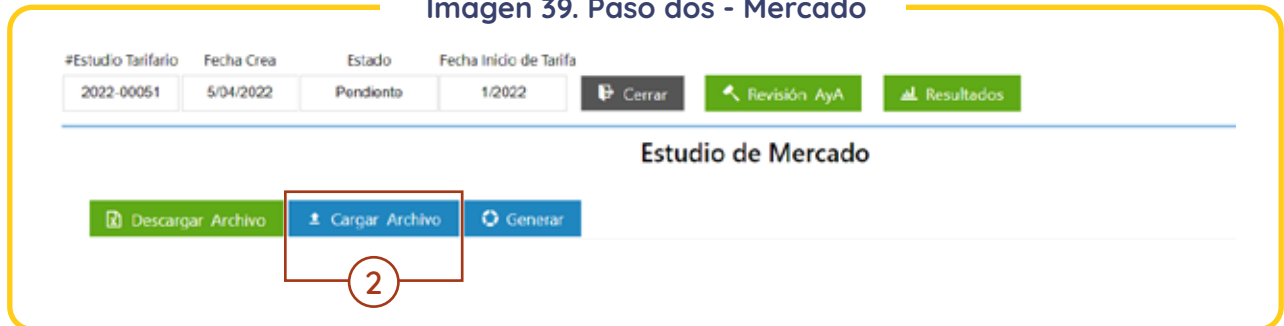 Imagen 39. Paso dos - Mercado
#Estudio Tarifario Fecha Crea Estado Fecha Inicio de Tarifa
2022-00051 5/04/2022 Pendiente 1/2022 Cerrar Revisión AyA Resultados
Estudio de Mercado
Descargar Archivo Cargar Archivo Generar
2